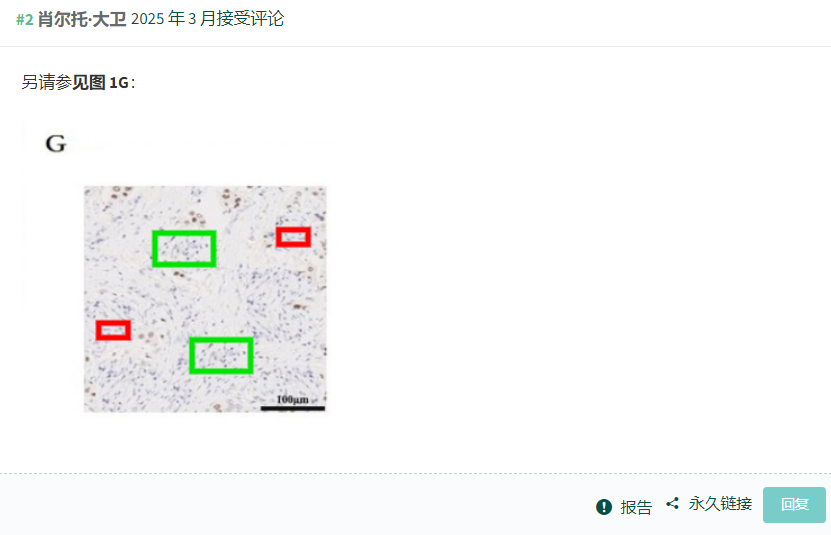 #2 肖尔托·大卫 2025 年 3 月接受评论
另请参见图 1G：
G
100μm
报告
永久链接
回复